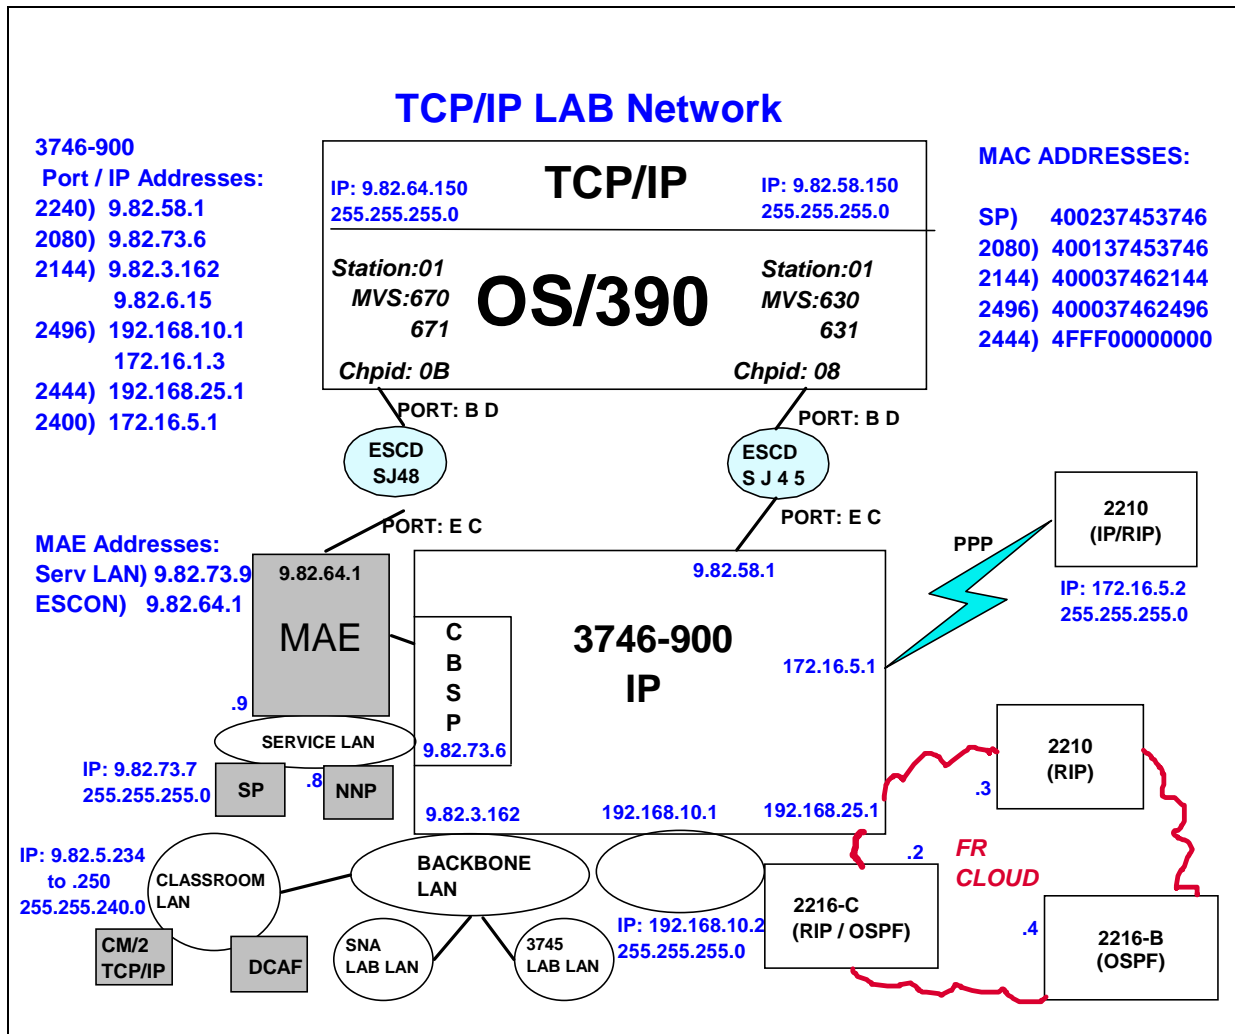 TCP/IP LAB Network
3746-900
Port / IP Addresses:
2240) 9.82.58.1
2080) 9.82.73.6
2144) 9.82.3.162
9.82.6.15
2496) 192.168.10.1
172.16.1.3
2444) 192.168.25.1
2400) 172.16.5.1
MAC ADDRESSES:
SP) 400237453746
2080) 400137453746
2144) 400037462144
2496) 400037462496
2444) 4FFF00000000
TCP/IP
IP: 9.82.64.150
255.255.255.0
IP: 9.82.58.150
255.255.255.0
OS/390
Station:01
MVS:670
671
Chpid: 0B
Station:01
MVS:630
631
Chpid: 08
PORT: B D
PORT: B D
ESCD
SJ48
ESCD
S J 4 5
PORT: E C
PORT: E C
MAE Addresses:
Serv LAN) 9.82.73.9
ESCON) 9.82.64.1
9.82.64.1
MAE
.9
C
B
S
P
9.82.73.6
9.82.58.1
3746-900
IP
172.16.5.1
PPP
2210
(IP/RIP)
IP: 172.16.5.2
255.255.255.0
SERVICE LAN
IP: 9.82.73.7
255.255.255.0
SP
.8
NNP
9.82.3.162
192.168.10.1
192.168.25.1
2210
(RIP)
.3
.2
FR
CLOUD
.4
2216-B
(OSPF)
2216-C
(RIP / OSPF)
IP: 192.168.10.2
255.255.255.0
BACKBONE
LAN
IP: 9.82.5.234
to .250
255.255.240.0
CLASSROOM
LAN
CM/2
TCP/IP
DCAF
SNA
LAB LAN
3745
LAB LAN